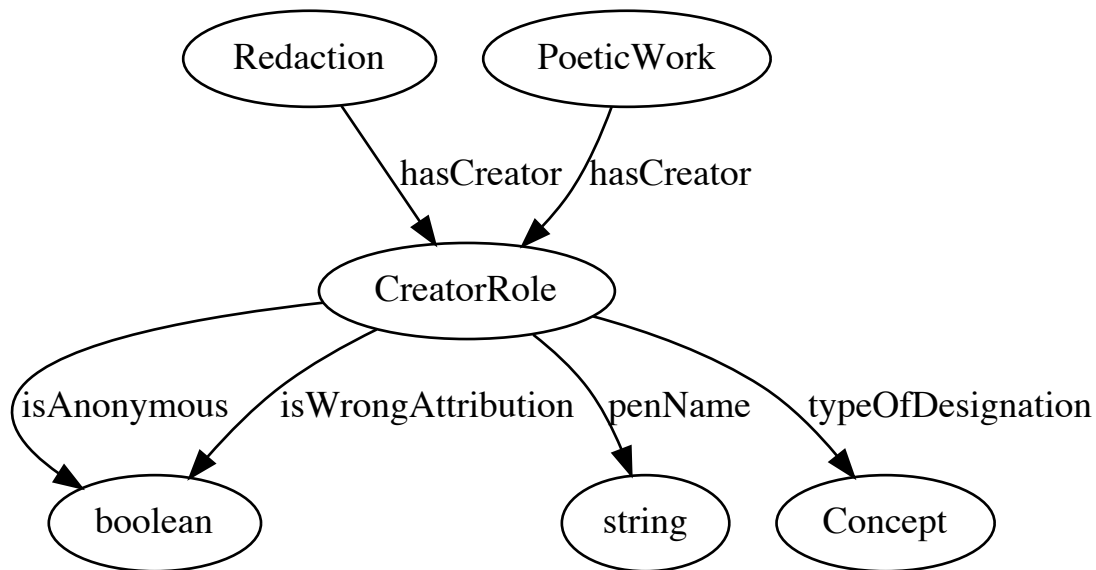 Redaction PoeticWork
hasCreator hasCreator
CreatorRole
isAnonymous isWrongAttribution penName typeOfDesignation
boolean string Concept